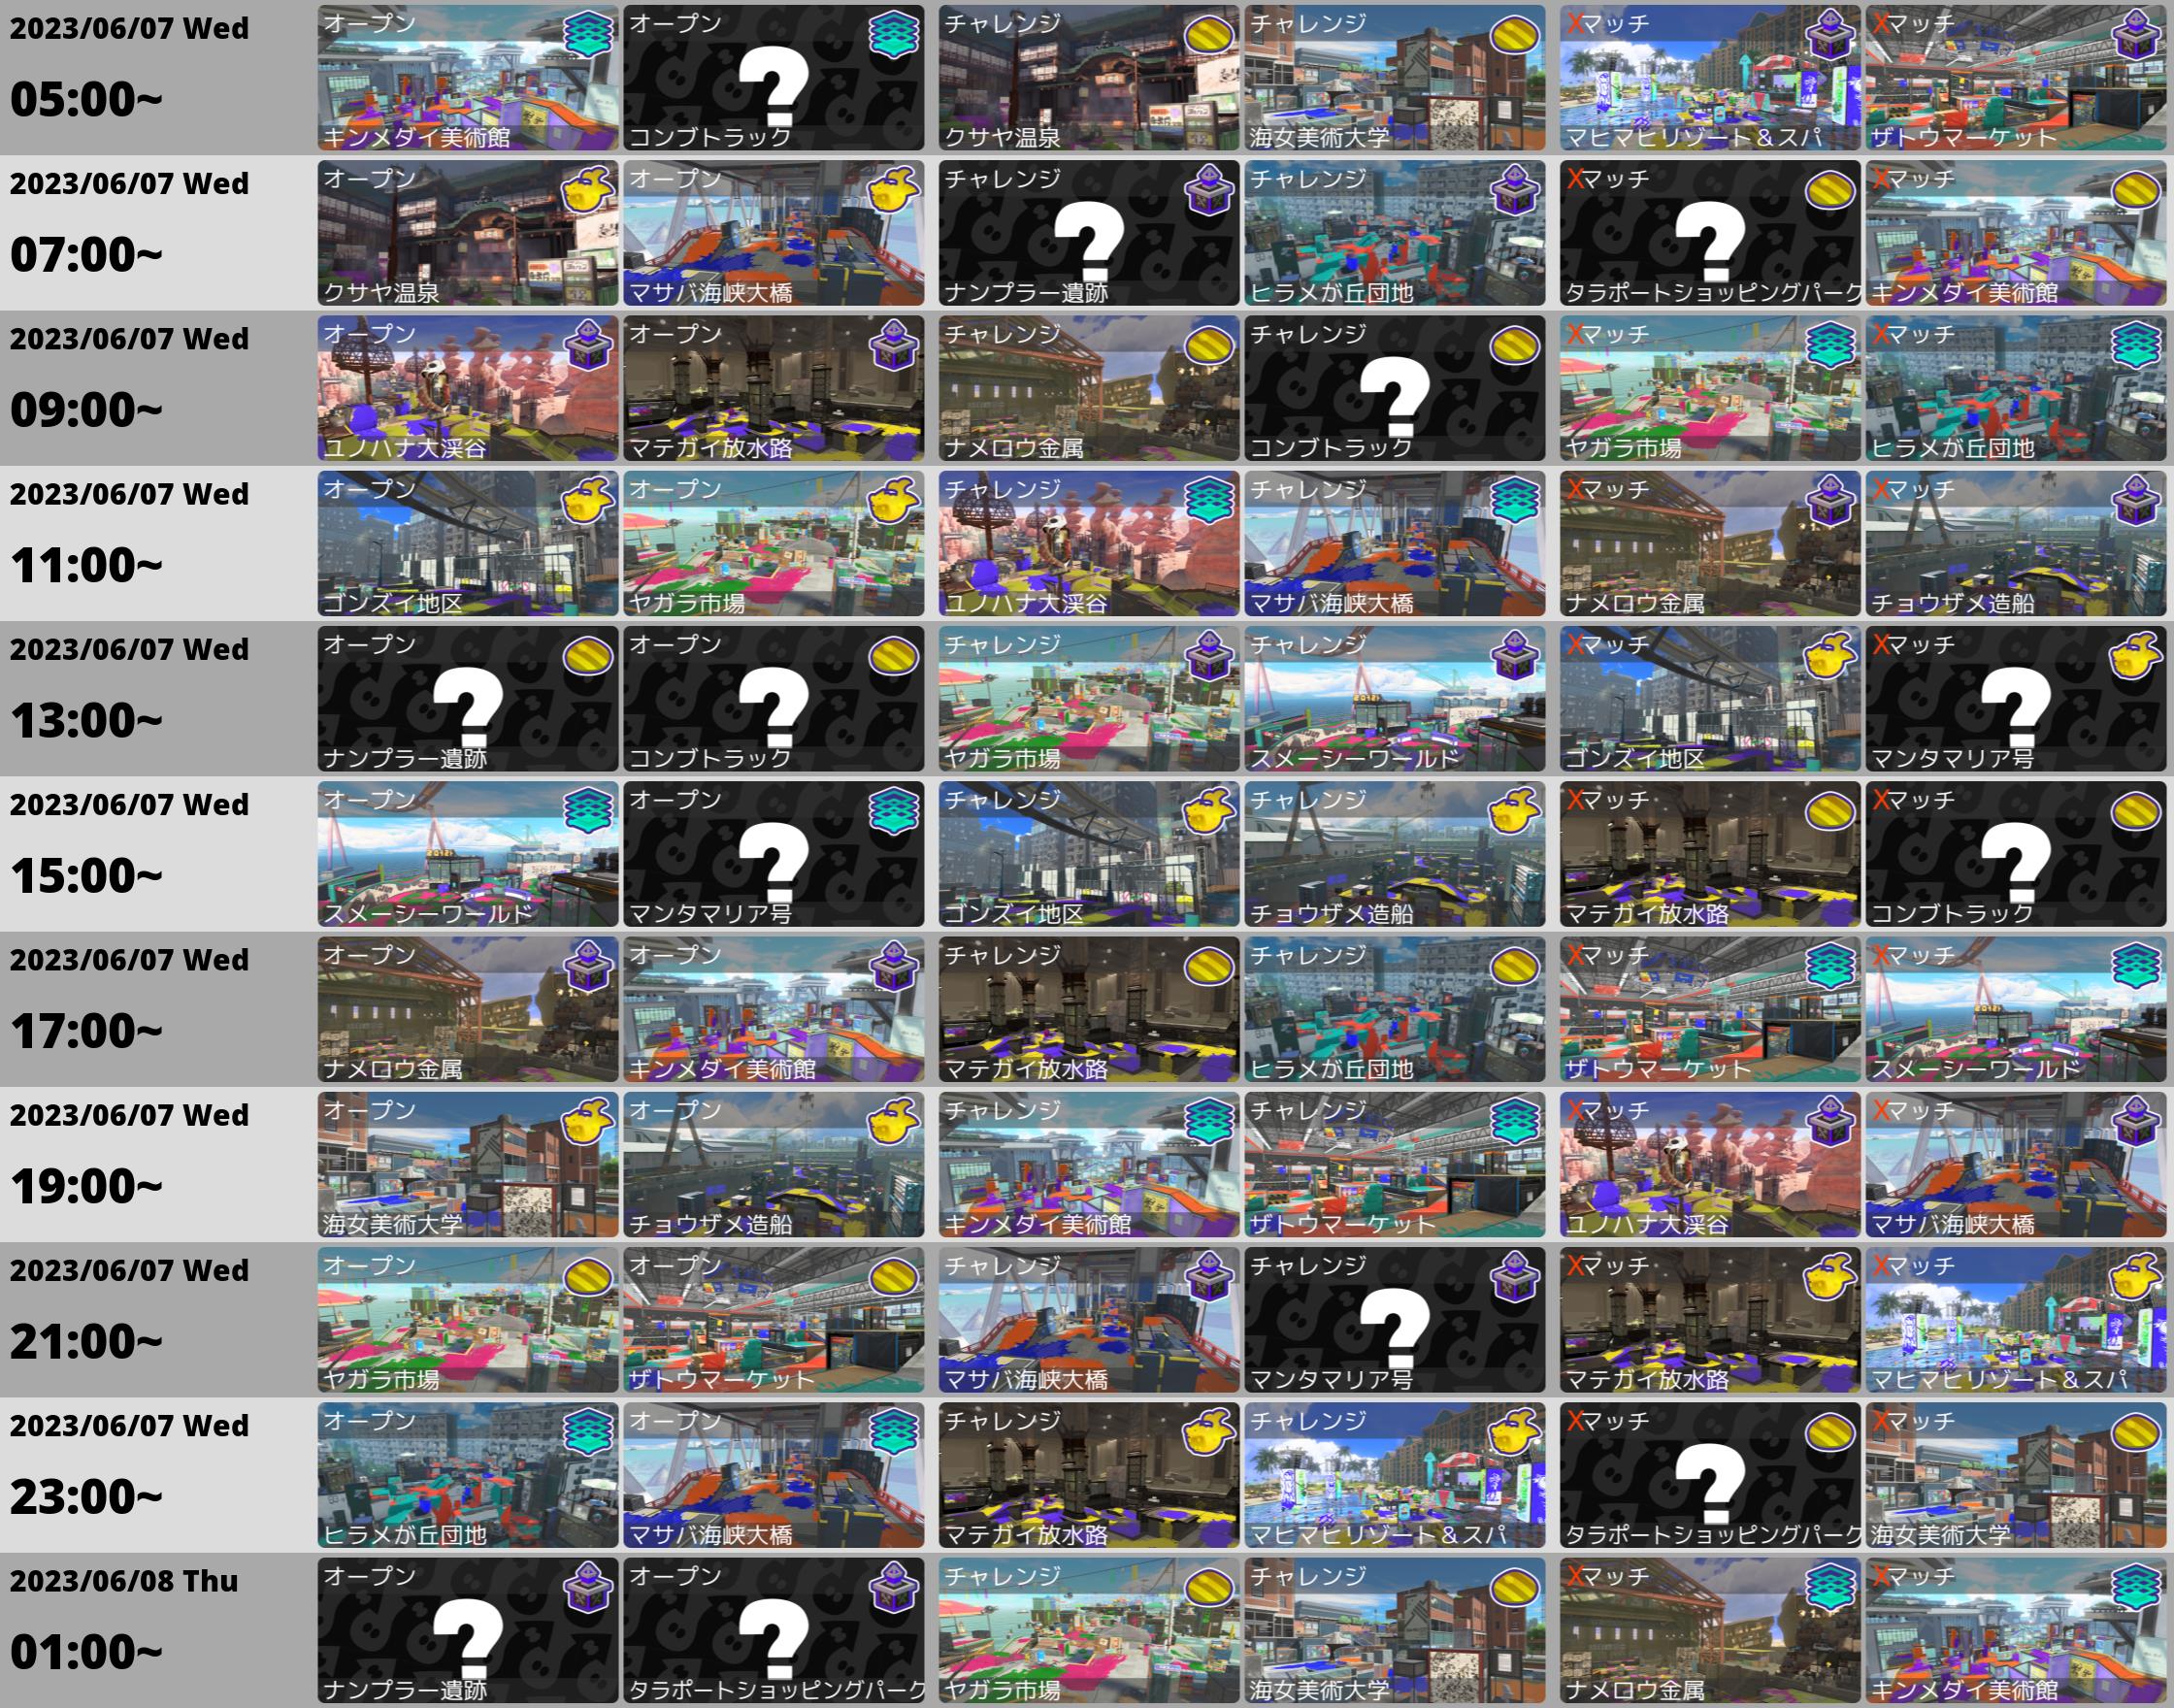 2023/06/07 Wed
05:00~
オープン
キンメダイ美術館
オープン
コンブトラック
チャレンジ
クサヤ温泉
チャレンジ
海女美術大学
Xマッチ
マヒマヒリゾート＆スパ
Xマッチ
ザトウマーケット
2023/06/07 Wed
07:00~
オープン
クサヤ温泉
オープン
マサバ海峡大橋
チャレンジ
ナンプラー遺跡
チャレンジ
ヒラメが丘団地
Xマッチ
タラポートショッピングパーク
Xマッチ
キンメダイ美術館
2023/06/07 Wed
09:00~
オープン
ユノハナ大渓谷
オープン
マテガイ放水路
チャレンジ
ナメロウ金属
チャレンジ
コンブトラック
Xマッチ
ヤガラ市場
Xマッチ
ヒラメが丘団地
2023/06/07 Wed
11:00~
オープン
ゴンズイ地区
オープン
ヤガラ市場
チャレンジ
ユノハナ大渓谷
チャレンジ
マサバ海峡大橋
Xマッチ
ナメロウ金属
Xマッチ
チョウザメ造船
2023/06/07 Wed
13:00~
オープン
ナンプラー遺跡
オープン
コンブトラック
チャレンジ
ヤガラ市場
チャレンジ
スメーシーワールド
Xマッチ
ゴンズイ地区
Xマッチ
マンタマリア号
2023/06/07 Wed
15:00~
オープン
スメーシーワールド
オープン
マンタマリア号
チャレンジ
ゴンズイ地区
チャレンジ
チョウザメ造船
Xマッチ
マテガイ放水路
Xマッチ
コンブトラック
2023/06/07 Wed
17:00~
オープン
ナメロウ金属
オープン
キンメダイ美術館
チャレンジ
マテガイ放水路
チャレンジ
ヒラメが丘団地
Xマッチ
ザトウマーケット
Xマッチ
スメーシーワールド
2023/06/07 Wed
19:00~
オープン
海女美術大学
オープン
チョウザメ造船
チャレンジ
キンメダイ美術館
チャレンジ
ザトウマーケット
Xマッチ
ユノハナ大渓谷
Xマッチ
マサバ海峡大橋
2023/06/07 Wed
21:00~
オープン
ヤガラ市場
オープン
ザトウマーケット
チャレンジ
マサバ海峡大橋
チャレンジ
マンタマリア号
Xマッチ
マテガイ放水路
Xマッチ
マヒマヒリゾート＆スパ
2023/06/07 Wed
23:00~
オープン
ヒラメが丘団地
オープン
マサバ海峡大橋
チャレンジ
マテガイ放水路
チャレンジ
マヒマヒリゾート＆スパ
Xマッチ
タラポートショッピングパーク
Xマッチ
海女美術大学
2023/06/08 Thu
01:00~
オープン
ナンプラー遺跡
オープン
タラポートショッピングパーク
チャレンジ
ヤガラ市場
チャレンジ
海女美術大学
Xマッチ
ナメロウ金属
Xマッチ
キンメダイ美術館